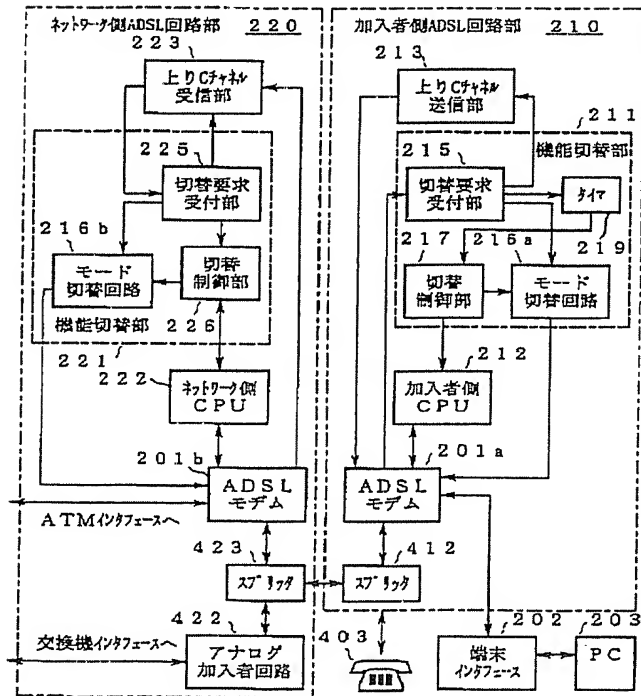 ネットワーク側ADSL回路部 220
223
上りCチャネル
受信部
225
切替要求
受付部
216b
モード
切替回路
切替
制御部
226
機能切替部
221
222
ネットワーク側
CPU
201b
ADSL
モデム
ATMインタフェースへ
423
スプリッタ
422
交換機インタフェースへ
アナログ
加入者回路
加入者側ADSL回路部 210
213
上りCチャネル
送信部
211
機能切替部
215
切替要求
受付部
タイマ
219
217
216a
切替
制御部
モード
切替回路
212
加入者側
CPU
201a
ADSL
モデム
412
スプリッタ
403
202
端末
インタフェース
203
PC